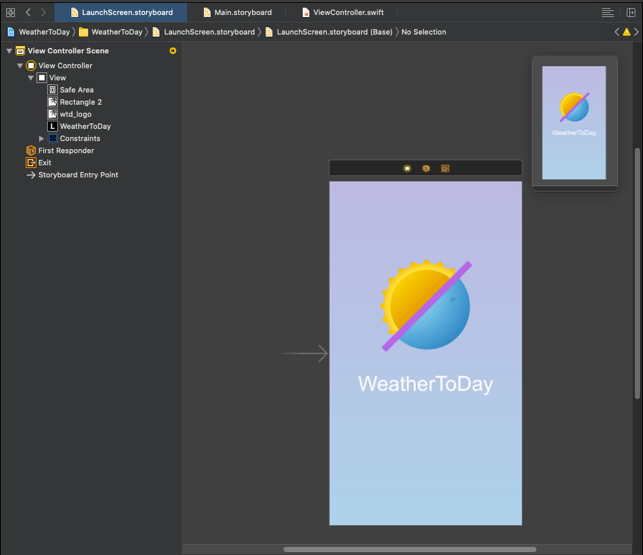 LaunchScreen.storyboard
Main.storyboard
ViewController.swift
WeatherToDay
WeatherToDay
LaunchScreen.storyboard
LaunchScreen.storyboard (Base)
No Selection
View Controller Scene
View Controller
View
Safe Area
Rectangle 2
wtd_logo
L WeatherToDay
Constraints
First Responder
Exit
Storyboard Entry Point
WeatherToDay
WeatherToDay